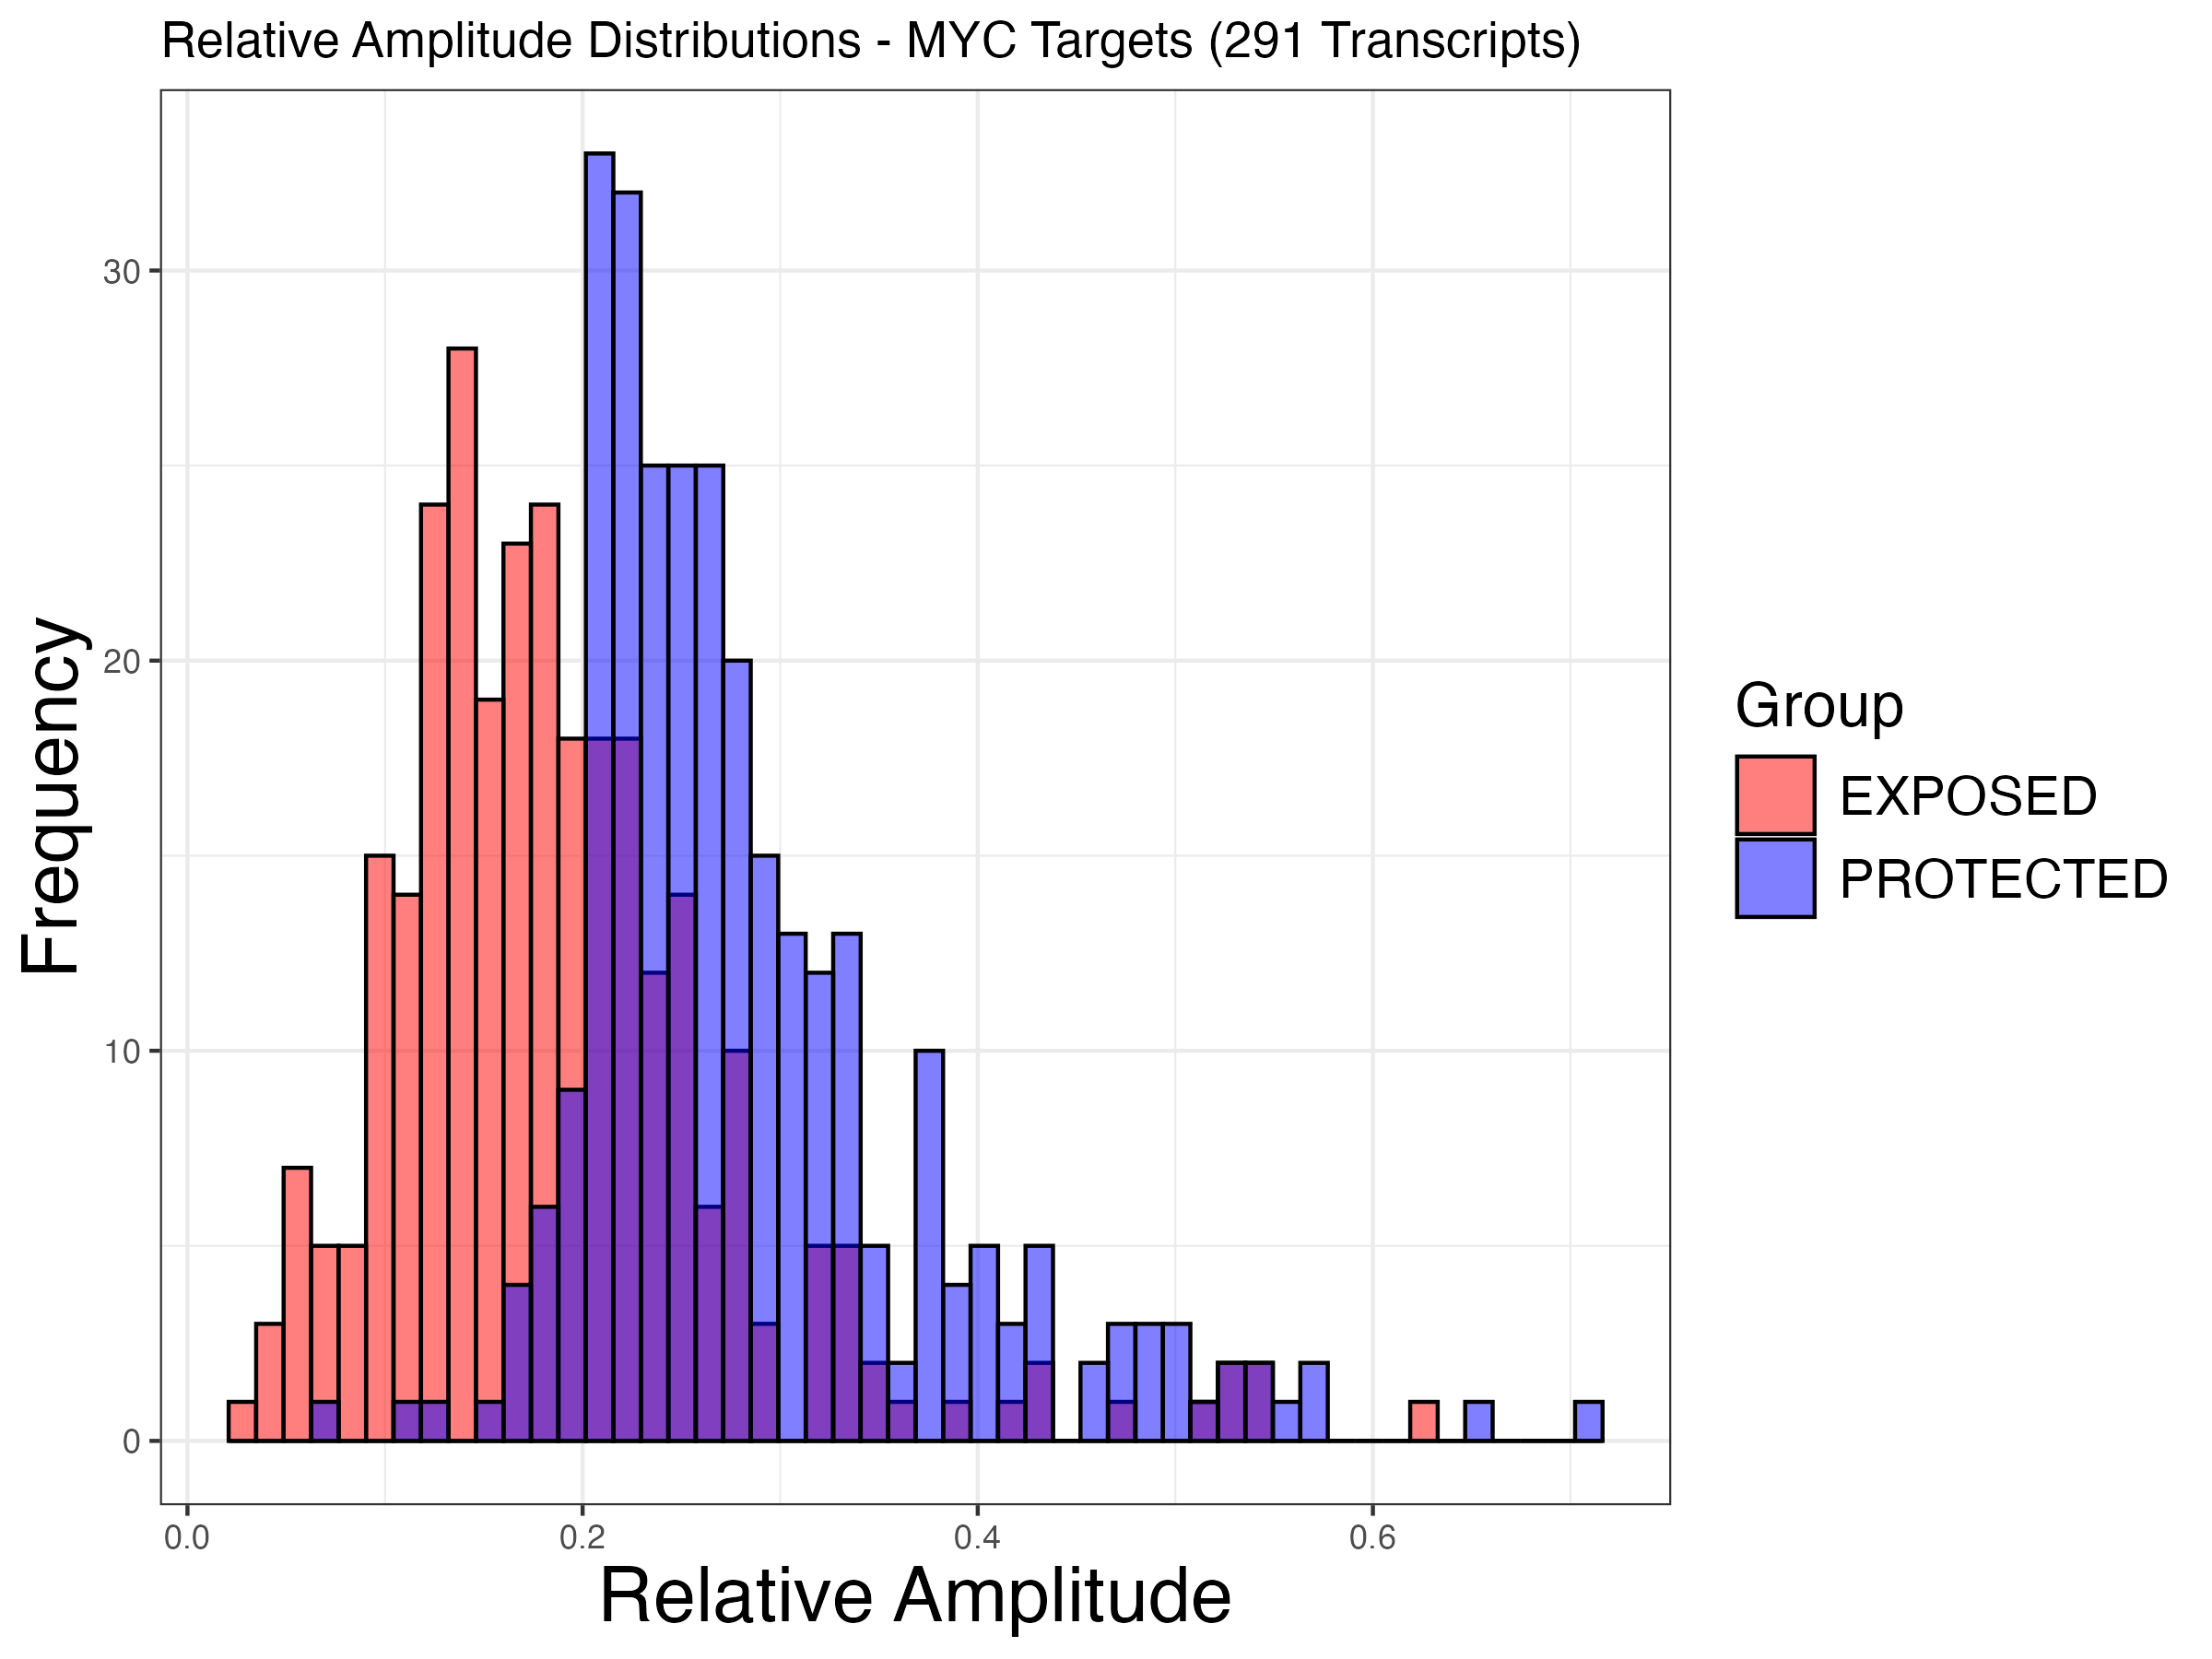 Relative Amplitude Distributions - MYC Targets (291 Transcripts)
Frequency
30
20
10
0
0.0
0.2
0.4
0.6
Relative Amplitude
Group
EXPOSED
PROTECTED